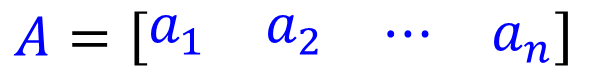 A = [a₁ a₂ ⋯ aₙ]